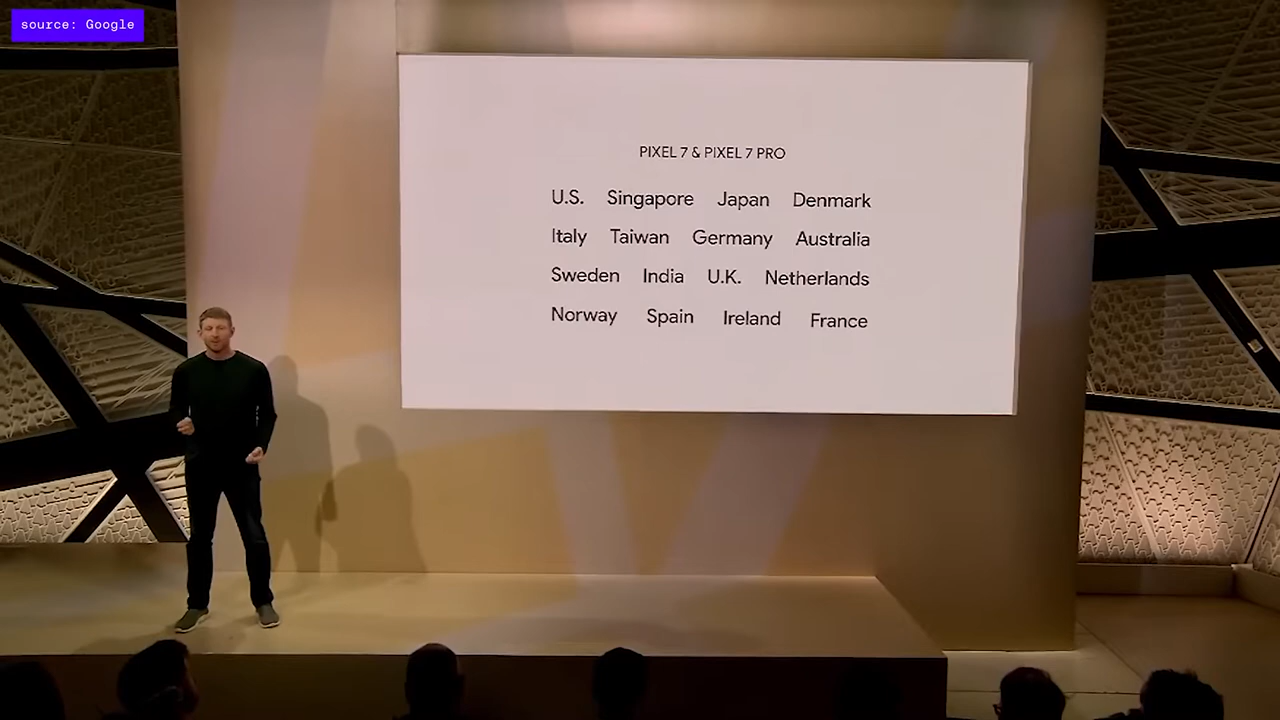 source: Google
PIXEL 7 & PIXEL 7 PRO
U.S. Singapore Japan Denmark
Italy Taiwan Germany Australia
Sweden India U.K. Netherlands
Norway Spain Ireland France